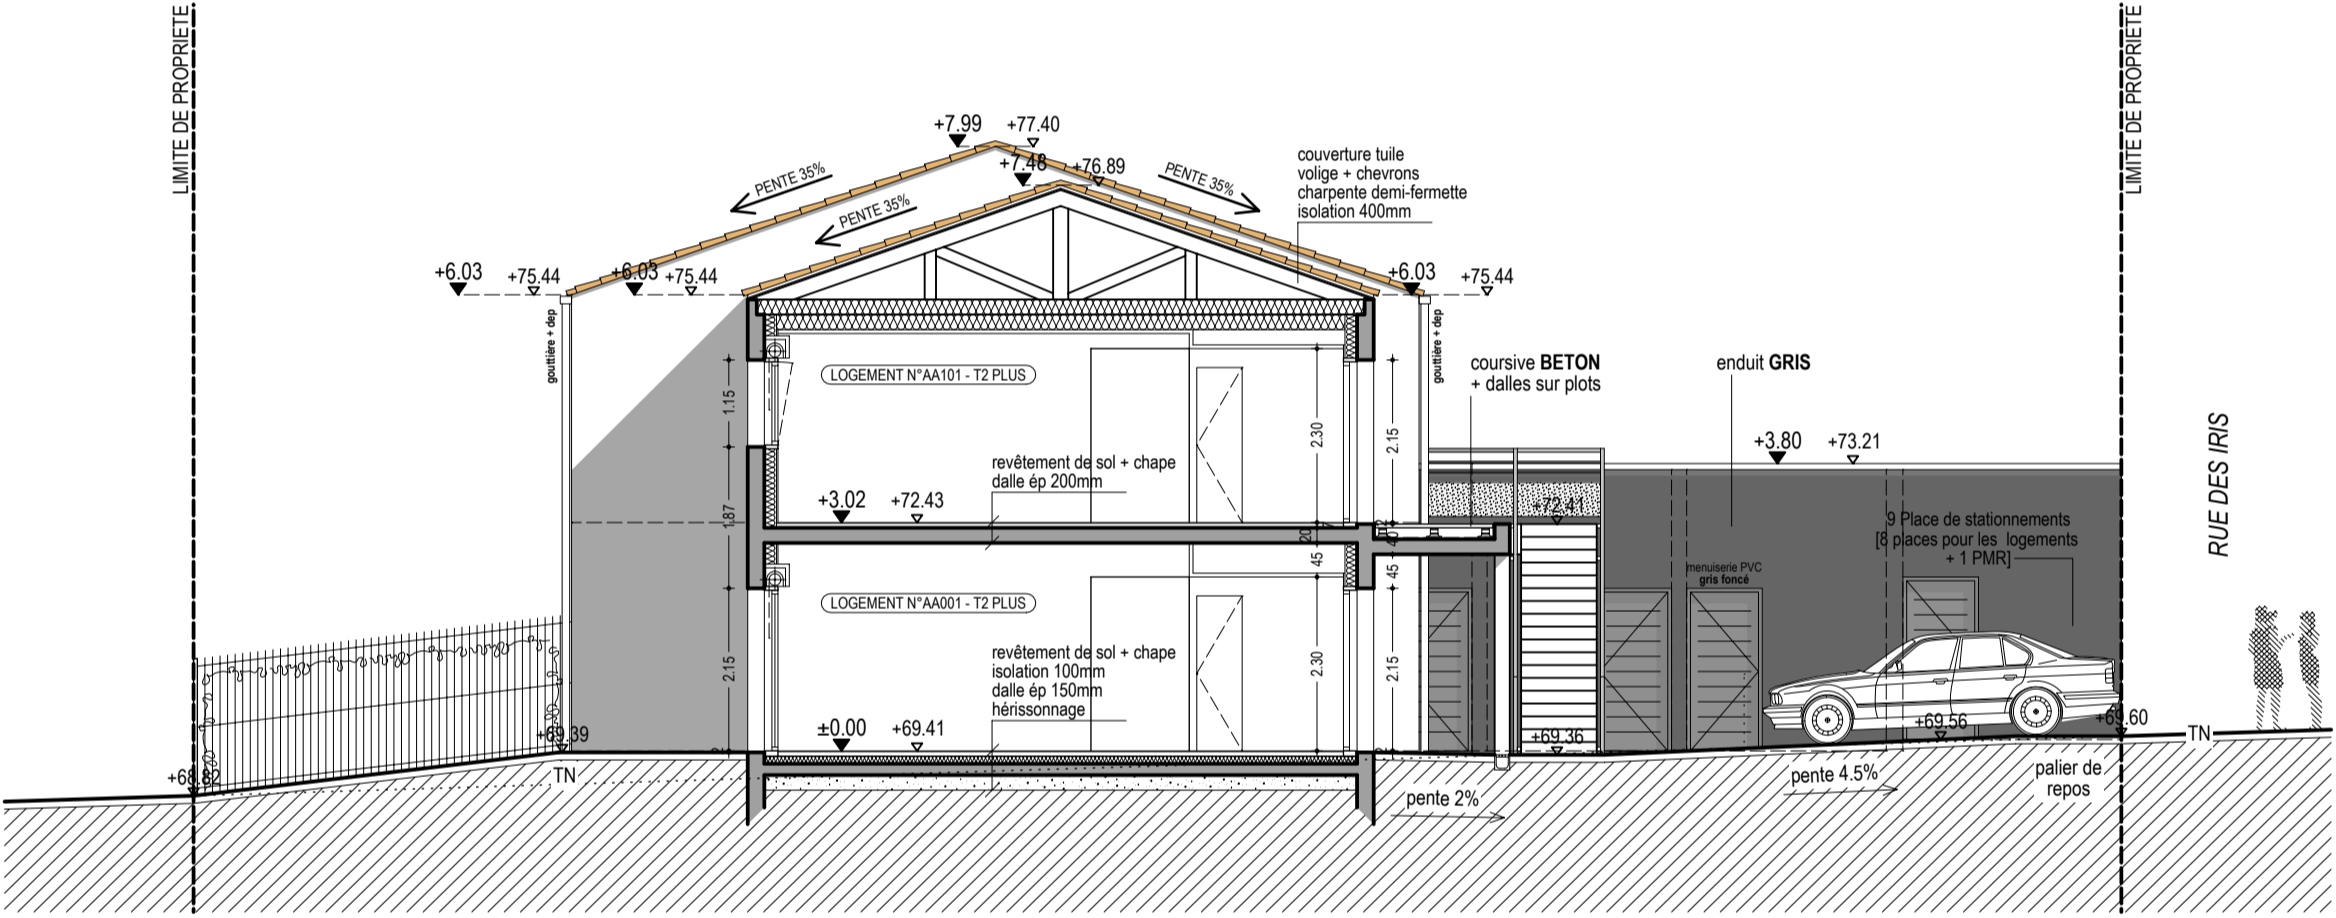 LIMITE DE PROPRIETE
LIMITE DE PROPRIETE
+7.99 +77.40
+7.48 +76.89
PENTE 35%
PENTE 35%
PENTE 35%
couverture tuile
volige + chevrons
charpente demi-fermette
isolation 400mm
+6.03 +75.44
+6.03 +75.44
+6.03 +75.44
gouttière + dep
gouttière + dep
LOGEMENT N°AA101 - T2 PLUS
coursive BETON
+ dalles sur plots
enduit GRIS
1.15
2.30
2.15
+3.80 +73.21
RUE DES IRIS
revêtement de sol + chape
dalle ép 200mm
+3.02 +72.43
+72.41
1.87
2
20
40
45
45
9 Place de stationnements
[8 places pour les logements
+ 1 PMR]
menuiserie PVC
gris foncé
LOGEMENT N°AA001 - T2 PLUS
2.15
2.30
2.15
revêtement de sol + chape
isolation 100mm
dalle ép 150mm
hérissonnage
±0.00 +69.41
2
2
+69.39
+69.36
+69.56
+69.60
TN
TN
+68.82
pente 2%
pente 4.5%
palier de
repos